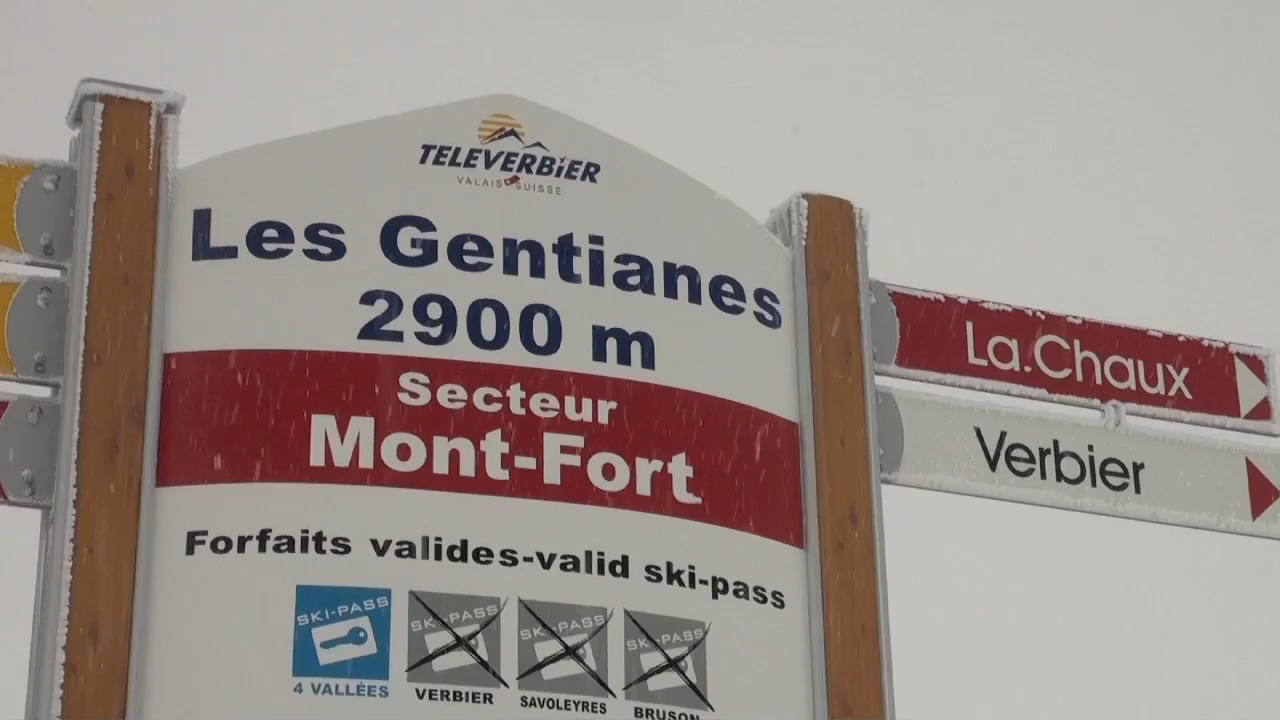 TELEVERBIER
VALAIS SUISSE
Les Gentianes
2900 m
Secteur
Mont-Fort
Forfaits valides-valid ski-pass
SKI-PASS
4 VALLÉES
SKI-PASS
VERBIER
SKI-PASS
SAVOLEYRES
SKI-PASS
BRUSON
La.Chaux
Verbier